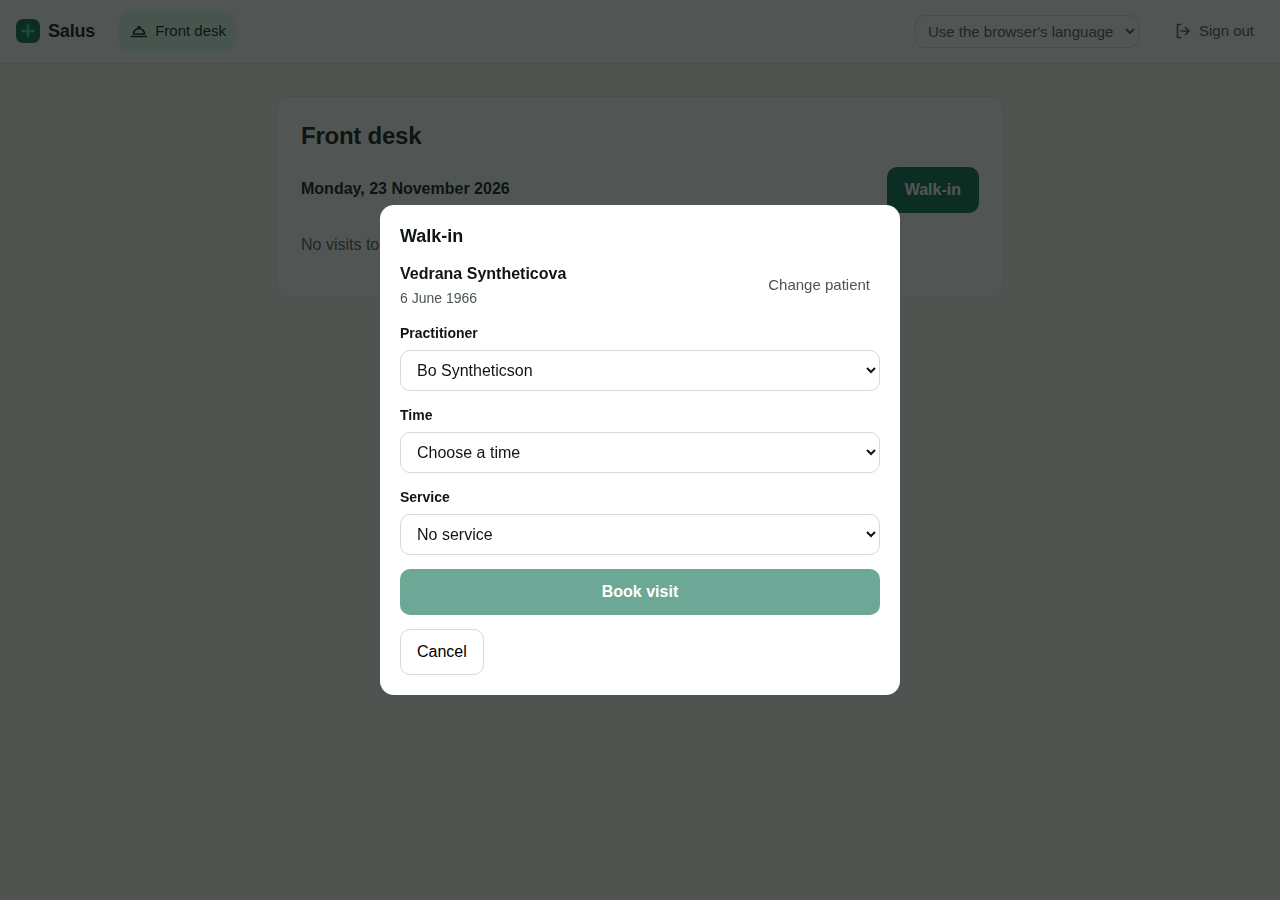 Salus
Front desk
Use the browser's language
Sign out
Front desk
Monday, 23 November 2026
Walk-in
No visits to
Walk-in
Vedrana Syntheticova
6 June 1966
Change patient
Practitioner
Bo Syntheticson
Time
Choose a time
Service
No service
Book visit
Cancel